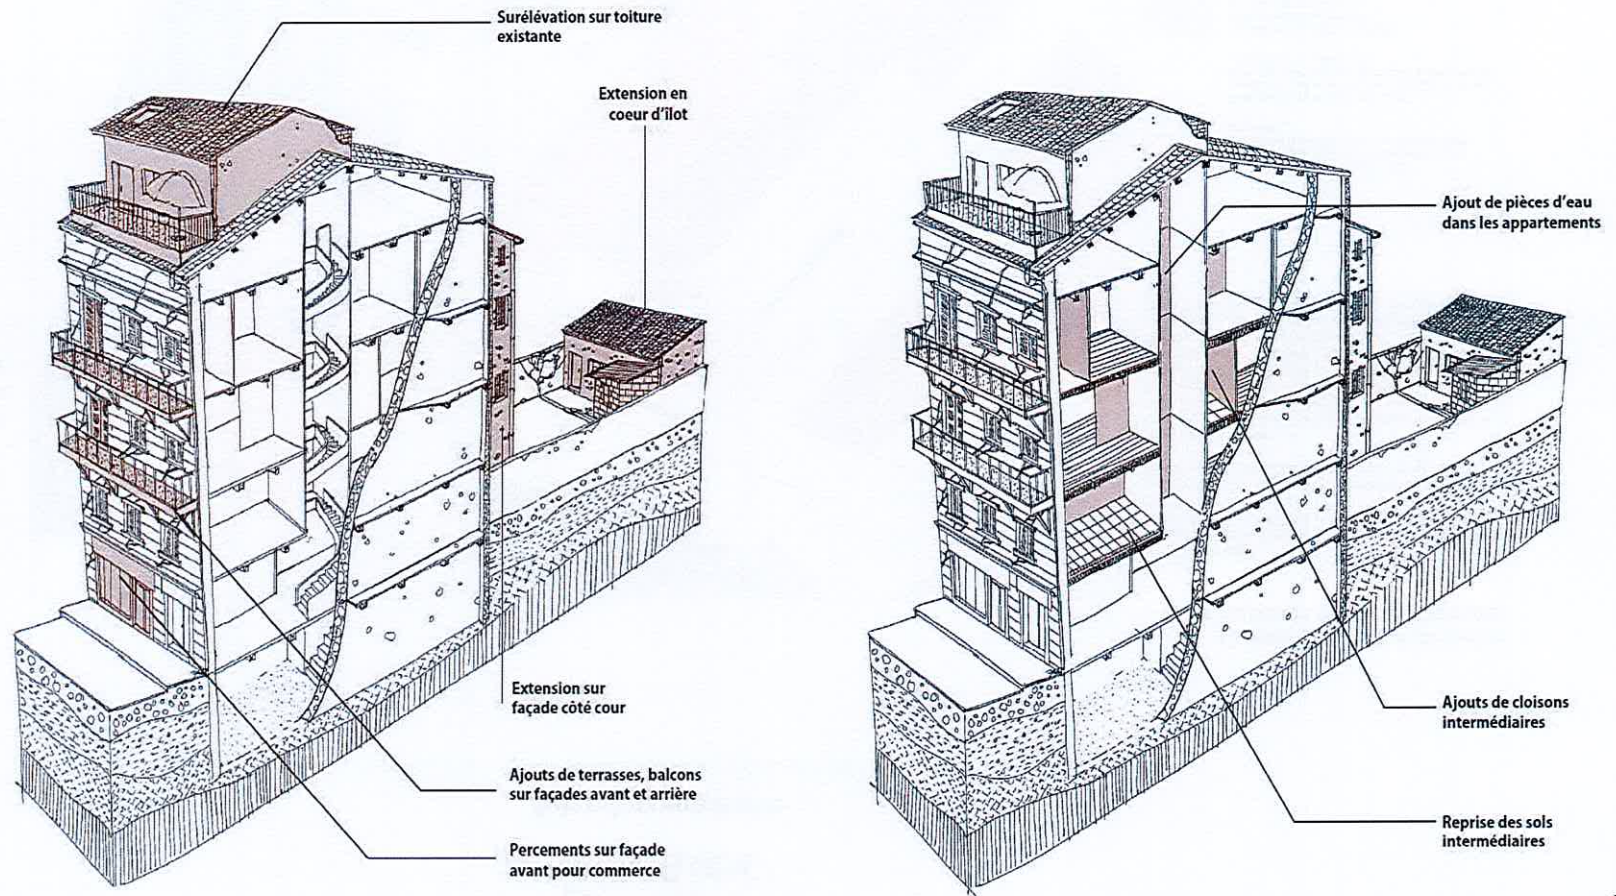 Surélévation sur toiture
existante
Extension en
coeur d'îlot
Extension sur
façade côté cour
Ajouts de terrasses, balcons
sur façades avant et arrière
Percements sur façade
avant pour commerce
Ajout de pièces d'eau
dans les appartements
Ajouts de cloisons
intermédiaires
Reprise des sols
intermédiaires